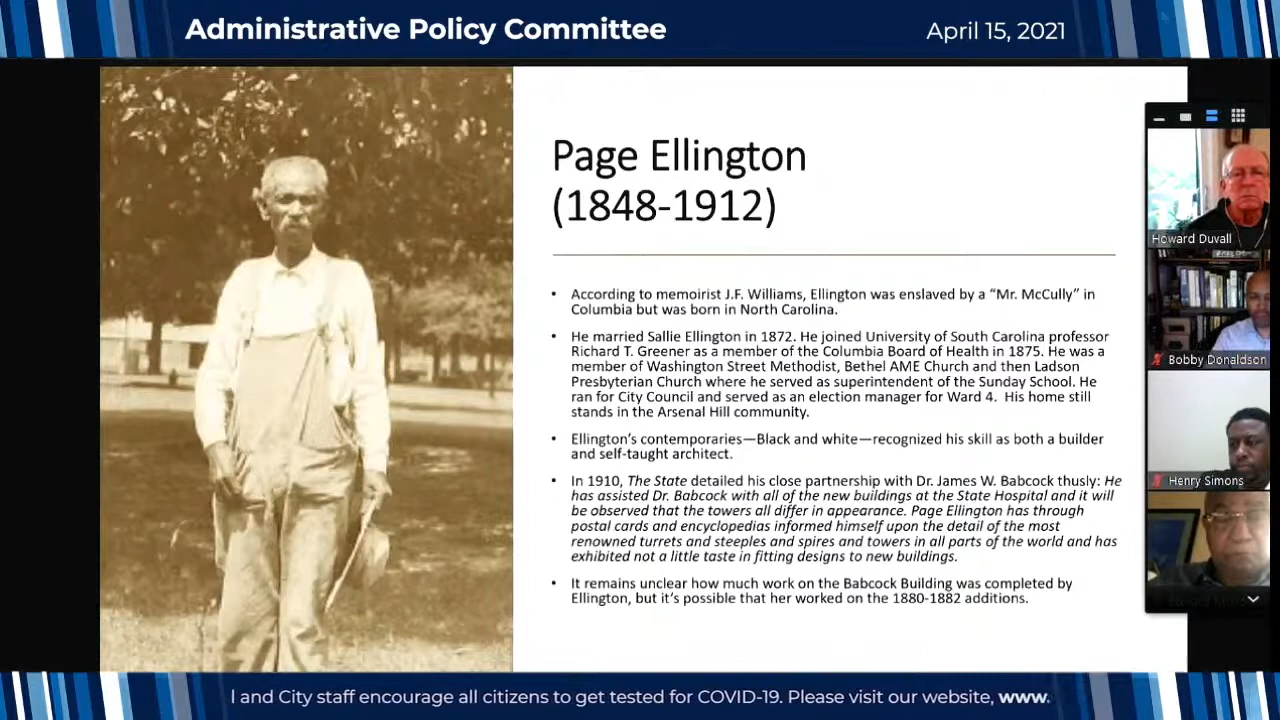 Administrative Policy Committee
April 15, 2021
Page Ellington
(1848-1912)
• According to memoirist J.F. Williams, Ellington was enslaved by a “Mr. McCully” in
Columbia but was born in North Carolina.
• He married Sallie Ellington in 1872. He joined University of South Carolina professor
Richard T. Greener as a member of the Columbia Board of Health in 1875. He was a
member of Washington Street Methodist, Bethel AME Church and then Ladson
Presbyterian Church where he served as superintendent of the Sunday School. He
ran for City Council and served as an election manager for Ward 4. His home still
stands in the Arsenal Hill community.
• Ellington’s contemporaries—Black and white—recognized his skill as both a builder
and self-taught architect.
• In 1910, The State detailed his close partnership with Dr. James W. Babcock thusly: He
has assisted Dr. Babcock with all of the new buildings at the State Hospital and it will
be observed that the towers all differ in appearance. Page Ellington has through
postal cards and encyclopedias informed himself upon the detail of the most
renowned turrets and steeples and spires and towers in all parts of the world and has
exhibited not a little taste in fitting designs to new buildings.
• It remains unclear how much work on the Babcock Building was completed by
Ellington, but it’s possible that her worked on the 1880-1882 additions.
Howard Duvall
Bobby Donaldson
Henry Simons
l and City staff encourage all citizens to get tested for COVID-19. Please visit our website, www.